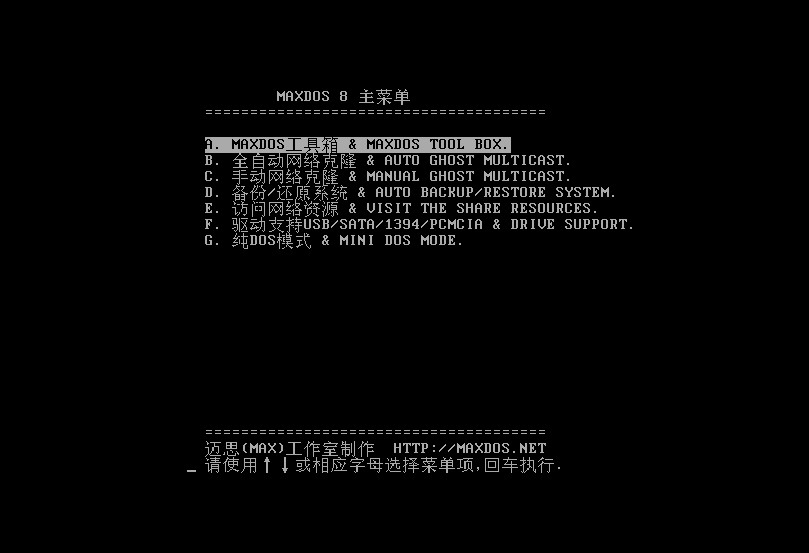 MAXDOS 8 主菜单
======================================
A. MAXDOS工具箱 & MAXDOS TOOL BOX.
B. 全自动网络克隆 & AUTO GHOST MULTICAST.
C. 手动网络克隆 & MANUAL GHOST MULTICAST.
D. 备份/还原系统 & AUTO BACKUP/RESTORE SYSTEM.
E. 访问网络资源 & VISIT THE SHARE RESOURCES.
F. 驱动支持USB/SATA/1394/PCMCIA & DRIVE SUPPORT.
G. 纯DOS模式 & MINI DOS MODE.
======================================
迈思(MAX)工作室制作 HTTP://MAXDOS.NET
_ 请使用↑↓或相应字母选择菜单项,回车执行.